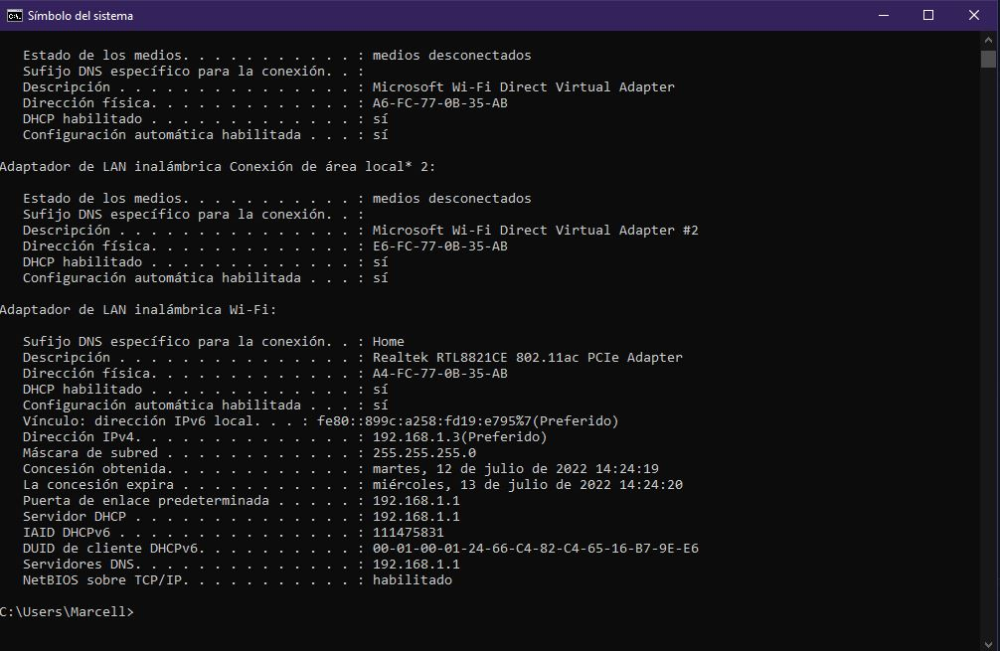 Símbolo del sistema
Estado de los medios. . . . . . . . . . . : medios desconectados
Sufijo DNS específico para la conexión. . :
Descripción . . . . . . . . . . . . . . . : Microsoft Wi-Fi Direct Virtual Adapter
Dirección física. . . . . . . . . . . . . : A6-FC-77-0B-35-AB
DHCP habilitado . . . . . . . . . . . . . : sí
Configuración automática habilitada . . . : sí
Adaptador de LAN inalámbrica Conexión de área local* 2:
Estado de los medios. . . . . . . . . . . : medios desconectados
Sufijo DNS específico para la conexión. . :
Descripción . . . . . . . . . . . . . . . : Microsoft Wi-Fi Direct Virtual Adapter #2
Dirección física. . . . . . . . . . . . . : E6-FC-77-0B-35-AB
DHCP habilitado . . . . . . . . . . . . . : sí
Configuración automática habilitada . . . : sí
Adaptador de LAN inalámbrica Wi-Fi:
Sufijo DNS específico para la conexión. . : Home
Descripción . . . . . . . . . . . . . . . : Realtek RTL8821CE 802.11ac PCIe Adapter
Dirección física. . . . . . . . . . . . . : A4-FC-77-0B-35-AB
DHCP habilitado . . . . . . . . . . . . . : sí
Configuración automática habilitada . . . : sí
Vínculo: dirección IPv6 local. . . : fe80::899c:a258:fd19:e795%7(Preferido)
Dirección IPv4. . . . . . . . . . . . . . : 192.168.1.3(Preferido)
Máscara de subred . . . . . . . . . . . . : 255.255.255.0
Concesión obtenida. . . . . . . . . . . . : martes, 12 de julio de 2022 14:24:19
La concesión expira . . . . . . . . . . . : miércoles, 13 de julio de 2022 14:24:20
Puerta de enlace predeterminada . . . . . : 192.168.1.1
Servidor DHCP . . . . . . . . . . . . . . : 192.168.1.1
IAID DHCPv6 . . . . . . . . . . . . . . . : 111475831
DUID de cliente DHCPv6. . . . . . . . . . : 00-01-00-01-24-66-C4-82-C4-65-16-B7-9E-E6
Servidores DNS. . . . . . . . . . . . . . : 192.168.1.1
NetBIOS sobre TCP/IP. . . . . . . . . . . : habilitado
C:\Users\Marcell>